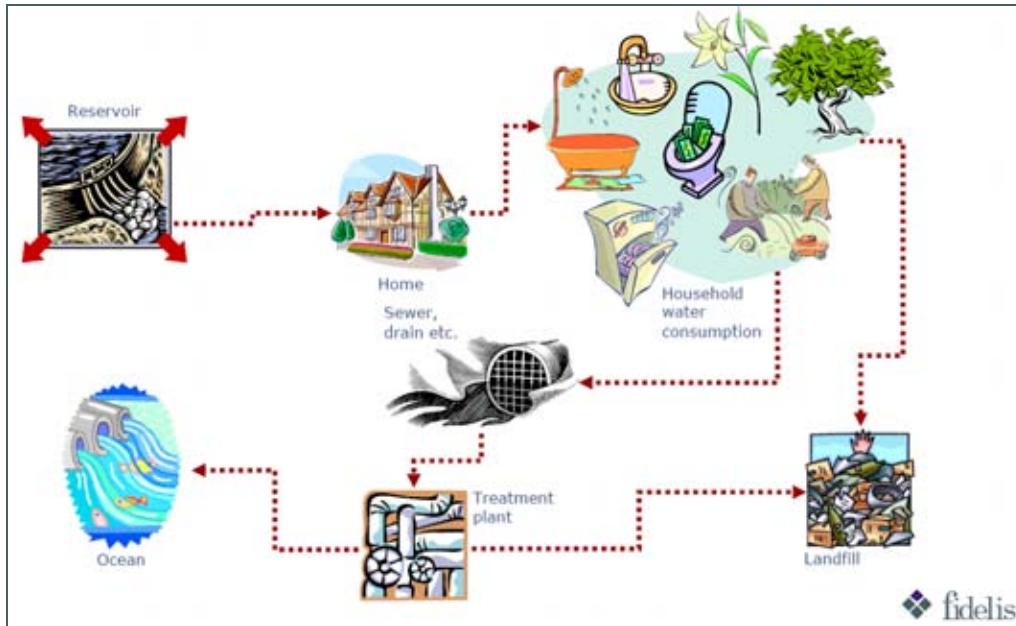 Reservoir
Home
Household
water
consumption
Sewer,
drain etc.
Treatment
plant
Ocean
Landfill
fidelis